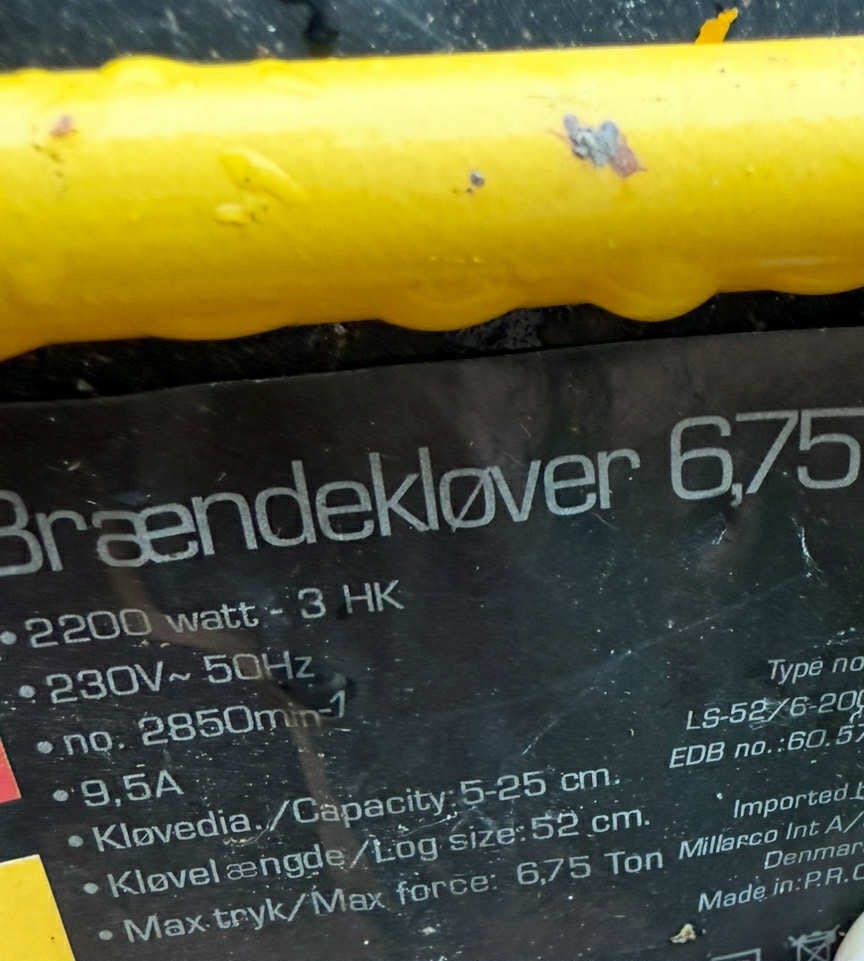 Brændekløver 6,75
• 2200 watt - 3 HK
• 230V~ 50Hz
• no. 2850min-1
• 9,5A
• Kløvedia./Capacity: 5-25 cm.
• Kløvelængde/Log size: 52 cm.
• Max tryk/Max force: 6,75 Ton
Type no
LS-52/6-200
EDB no.:60.57
Imported
Millarco Int A/
Denmar
Made in: P.R.C